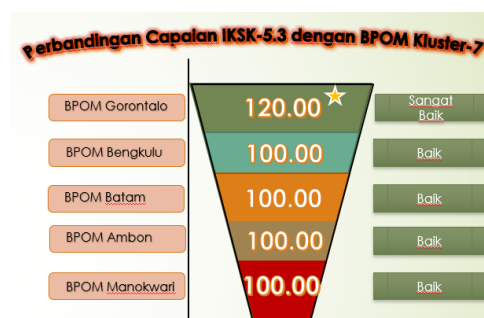 Perbandingan Capaian IKSK-5.3 dengan BPOM Kluster-7
BPOM Gorontalo 120.00 Sangat Baik
BPOM Bengkulu 100.00 Baik
BPOM Batam 100.00 Baik
BPOM Ambon 100.00 Baik
BPOM Manokwari 100.00 Baik